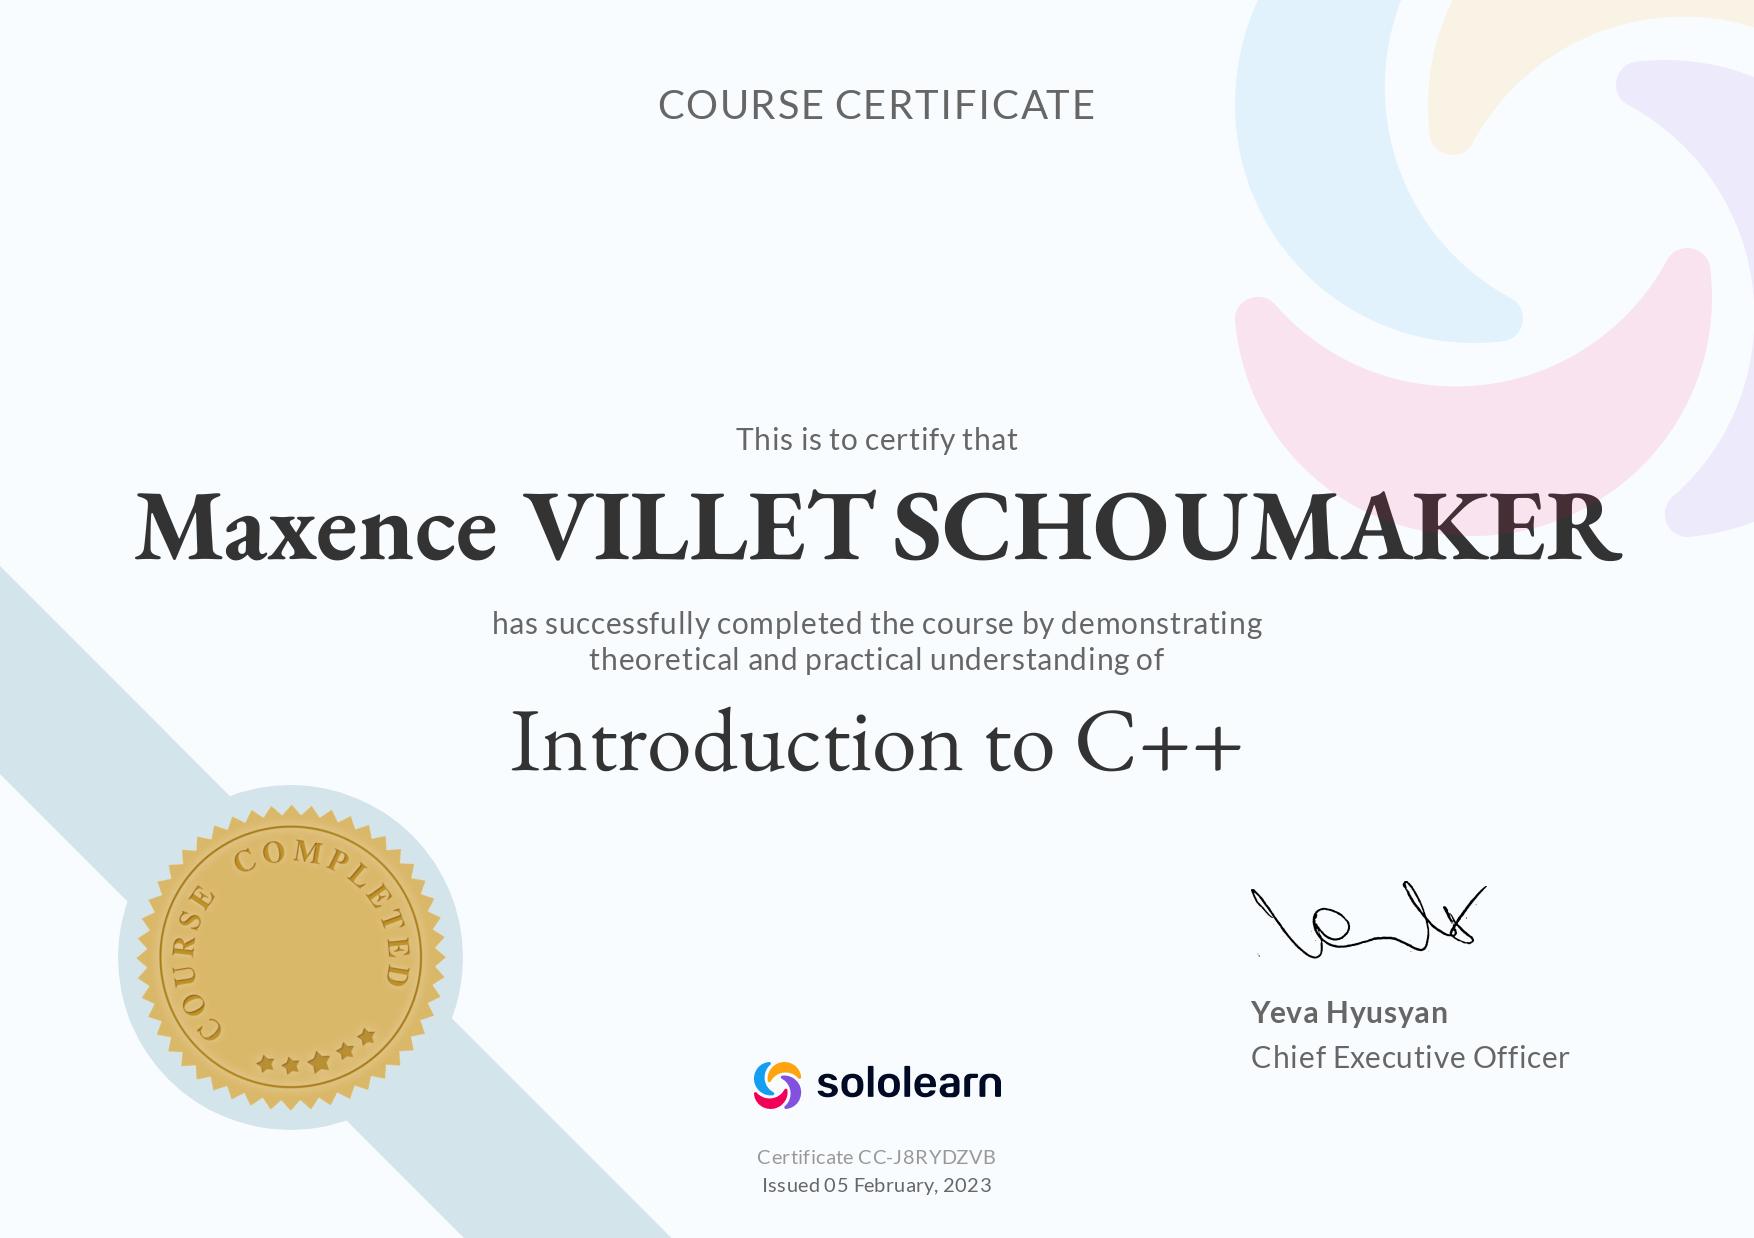 COURSE CERTIFICATE
This is to certify that
Maxence VILLET SCHOUMAKER
has successfully completed the course by demonstrating
theoretical and practical understanding of
Introduction to C++
COURSE COMPLETED
Yeva Hyusyan
Chief Executive Officer
sololearn
Certificate CC-J8RYDZVB
Issued 05 February, 2023